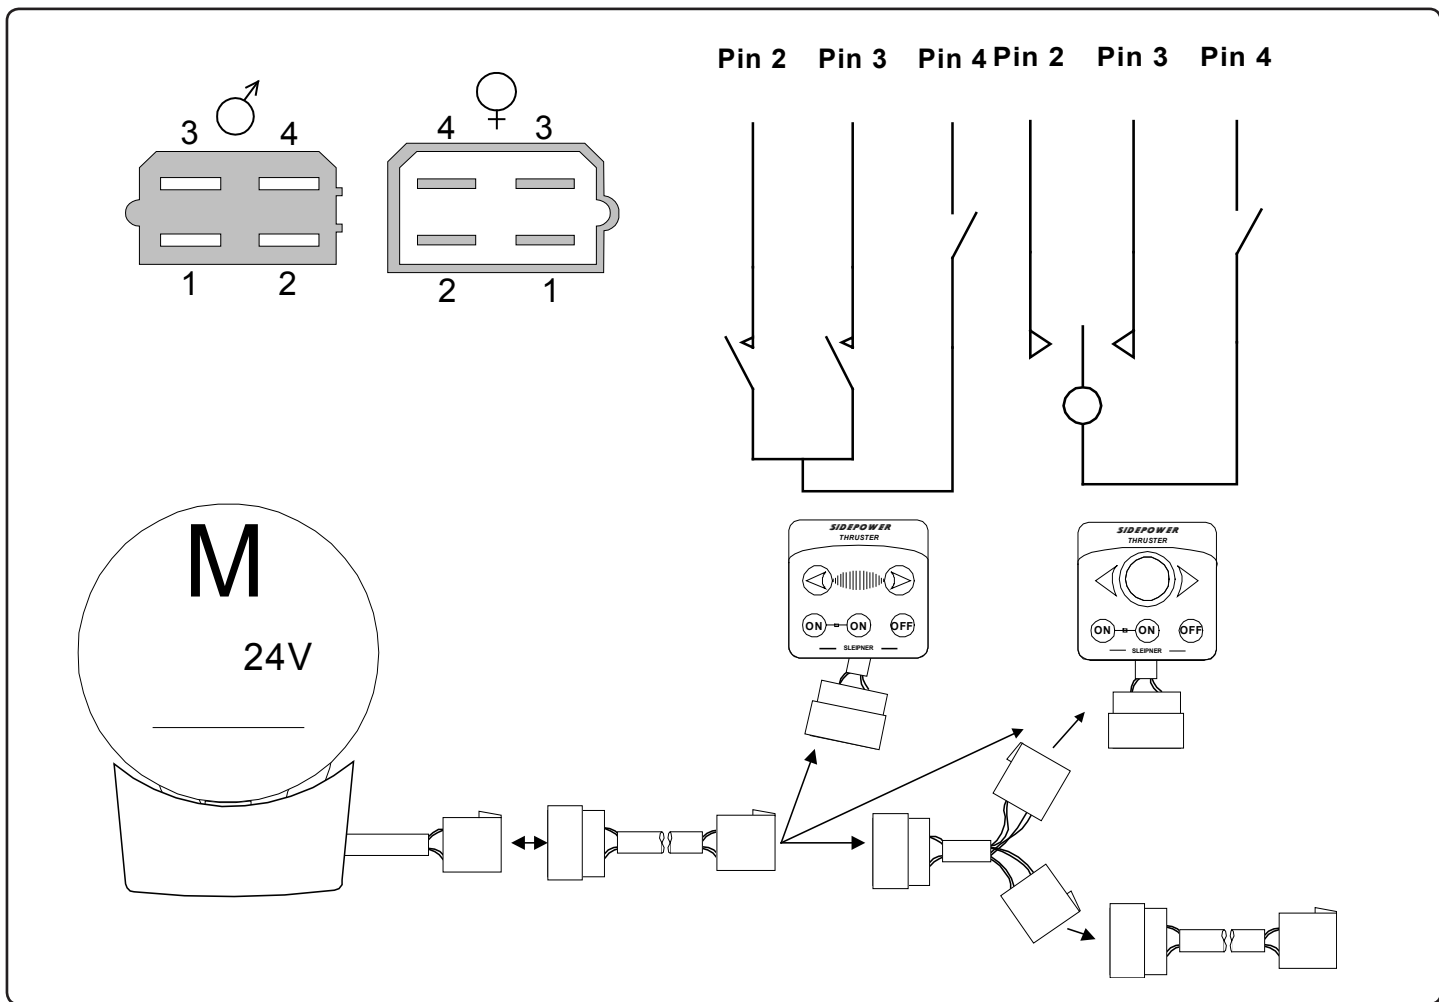 Pin 2 Pin 3 Pin 4 Pin 2 Pin 3 Pin 4
3 4
4 3
1 2
2 1
M
24V
SIDEPOWER
THRUSTER
ON ON OFF
SLEIPNER
SIDEPOWER
THRUSTER
ON ON OFF
SLEIPNER